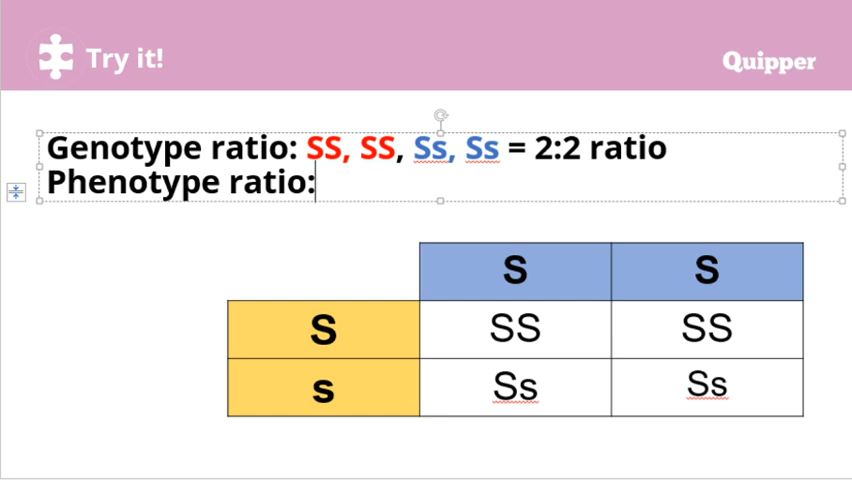 Try it!
Quipper
Genotype ratio: SS, SS, Ss, Ss = 2:2 ratio
Phenotype ratio:
S S
S SS SS
s Ss Ss